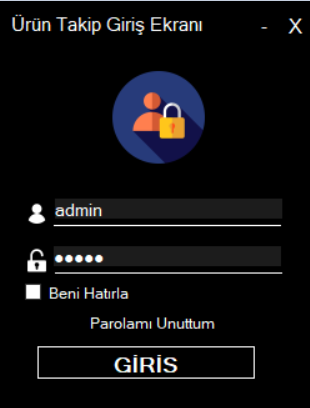 Ürün Takip Giriş Ekranı - X
admin
●●●●●
Beni Hatırla
Parolamı Unuttum
GİRİS